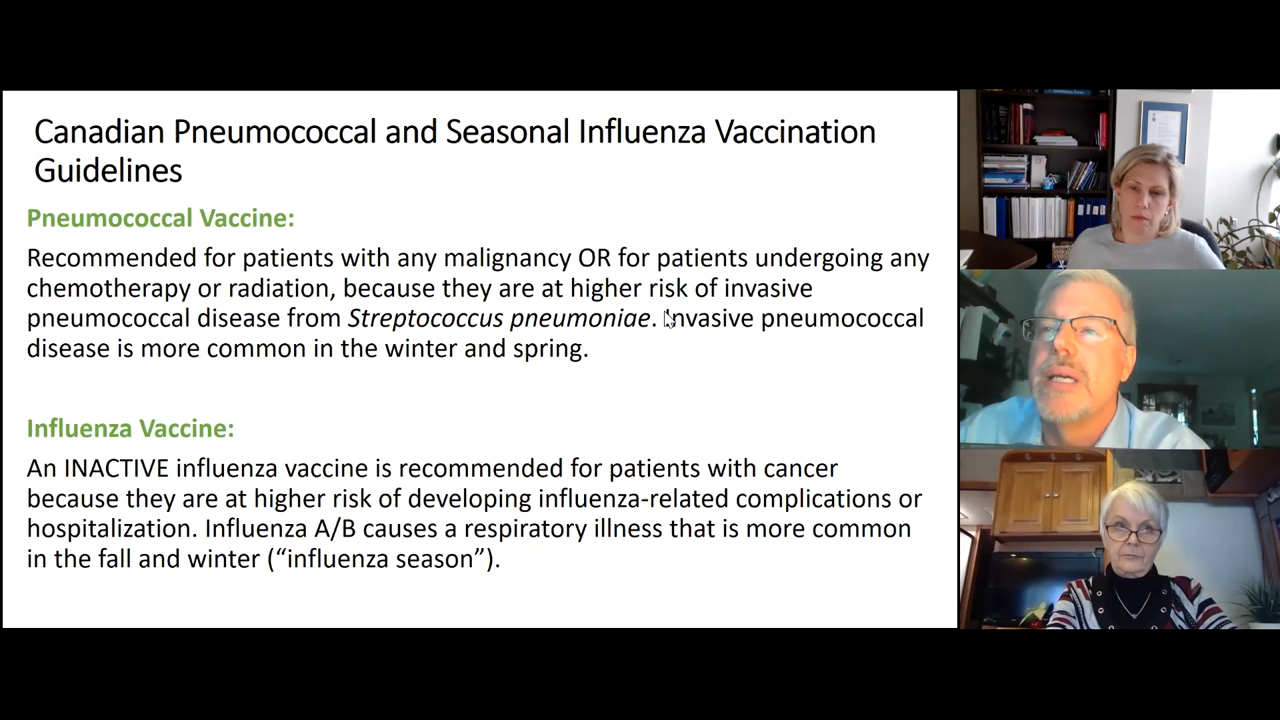 Canadian Pneumococcal and Seasonal Influenza Vaccination
Guidelines
Pneumococcal Vaccine:
Recommended for patients with any malignancy OR for patients undergoing any
chemotherapy or radiation, because they are at higher risk of invasive
pneumococcal disease from Streptococcus pneumoniae. Invasive pneumococcal
disease is more common in the winter and spring.
Influenza Vaccine:
An INACTIVE influenza vaccine is recommended for patients with cancer
because they are at higher risk of developing influenza-related complications or
hospitalization. Influenza A/B causes a respiratory illness that is more common
in the fall and winter (“influenza season”).